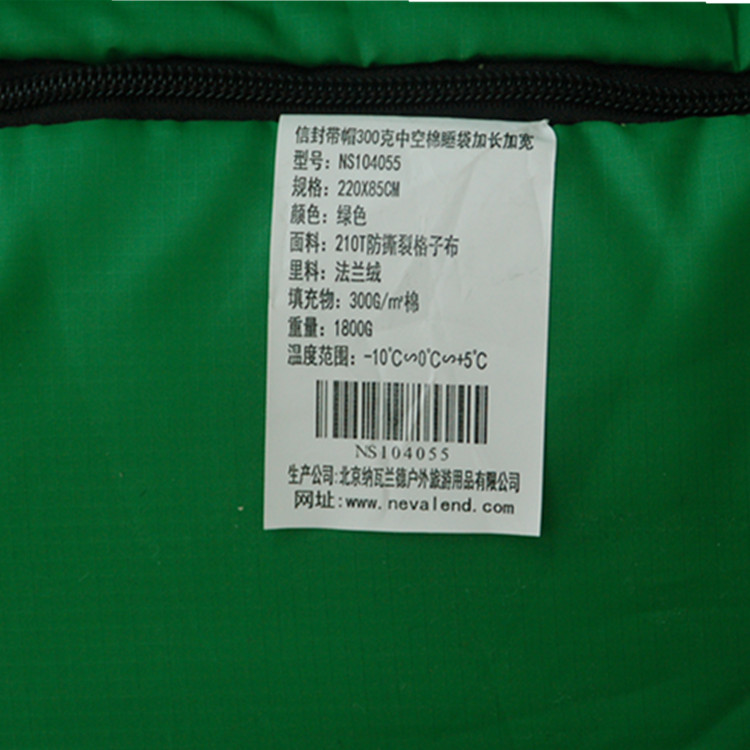 信封带帽300克中空棉睡袋加长加宽
型号：NS104055
规格：220X85CM
颜色：绿色
面料：210T防撕裂格子布
里料：法兰绒
填充物：300G/㎡棉
重量：1800G
温度范围：-10℃∽0℃∽+5℃
NS104055
生产公司:北京纳瓦兰德户外旅游用品有限公司
网址:www.nevalend.com